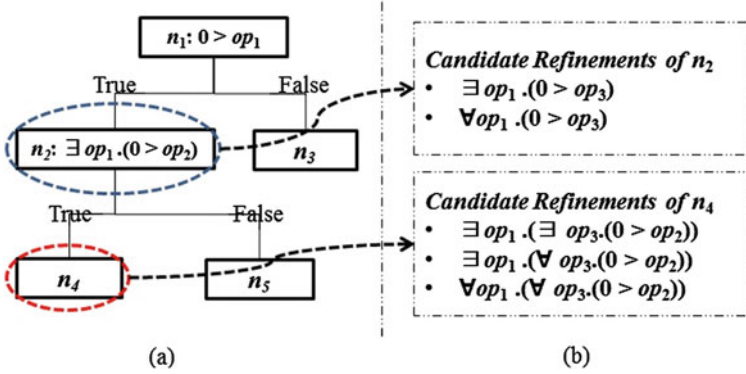 n1: 0 > op1
True
False
n2: ∃ op1.(0 > op2)
n3
True
False
n4
n5
(a)
Candidate Refinements of n2
• ∃ op1 .(0 > op3)
• ∀op1 .(0 > op3)
Candidate Refinements of n4
• ∃ op1 .(∃ op3.(0 > op2))
• ∃ op1 .(∀ op3.(0 > op2))
• ∀op1 .(∀ op3.(0 > op2))
(b)